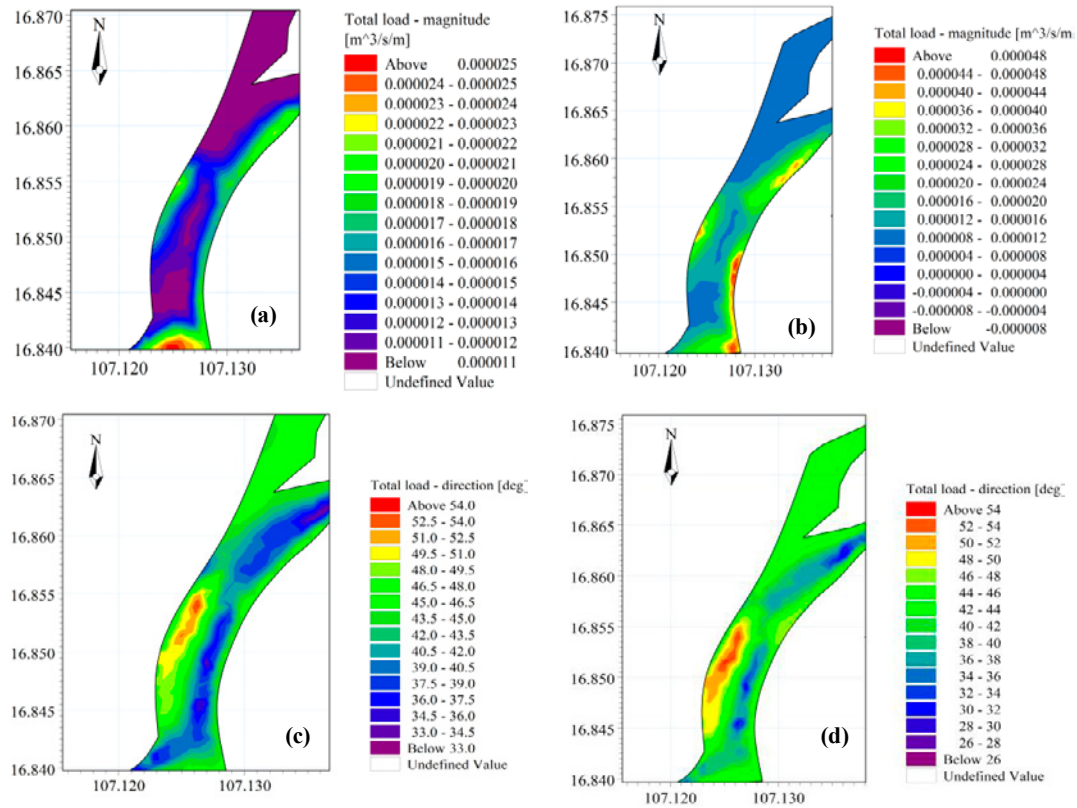 N
16.870
16.865
16.860
16.855
16.850
16.845
16.840
107.120 107.130
(a)
Total load - magnitude
[m^3/s/m]
Above 0.000025
0.000024 - 0.000025
0.000023 - 0.000024
0.000022 - 0.000023
0.000021 - 0.000022
0.000020 - 0.000021
0.000019 - 0.000020
0.000018 - 0.000019
0.000017 - 0.000018
0.000016 - 0.000017
0.000015 - 0.000016
0.000014 - 0.000015
0.000013 - 0.000014
0.000012 - 0.000013
0.000011 - 0.000012
Below 0.000011
Undefined Value
N
16.875
16.870
16.865
16.860
16.855
16.850
16.845
16.840
107.120 107.130
(b)
Total load - magnitude [m^3/s/m
Above 0.000048
0.000044 - 0.000048
0.000040 - 0.000044
0.000036 - 0.000040
0.000032 - 0.000036
0.000028 - 0.000032
0.000024 - 0.000028
0.000020 - 0.000024
0.000016 - 0.000020
0.000012 - 0.000016
0.000008 - 0.000012
0.000004 - 0.000008
0.000000 - 0.000004
-0.000004 - 0.000000
-0.000008 - -0.000004
Below -0.000008
Undefined Value
N
16.870
16.865
16.860
16.855
16.850
16.845
16.840
107.120 107.130
(c)
Total load - direction [deg]
Above 54.0
52.5 - 54.0
51.0 - 52.5
49.5 - 51.0
48.0 - 49.5
46.5 - 48.0
45.0 - 46.5
43.5 - 45.0
42.0 - 43.5
40.5 - 42.0
39.0 - 40.5
37.5 - 39.0
36.0 - 37.5
34.5 - 36.0
33.0 - 34.5
Below 33.0
Undefined Value
N
16.875
16.870
16.865
16.860
16.855
16.850
16.845
16.840
107.120 107.130
(d)
Total load - direction [deg]
Above 54
52 - 54
50 - 52
48 - 50
46 - 48
44 - 46
42 - 44
40 - 42
38 - 40
36 - 38
34 - 36
32 - 34
30 - 32
28 - 30
26 - 28
Below 26
Undefined Value